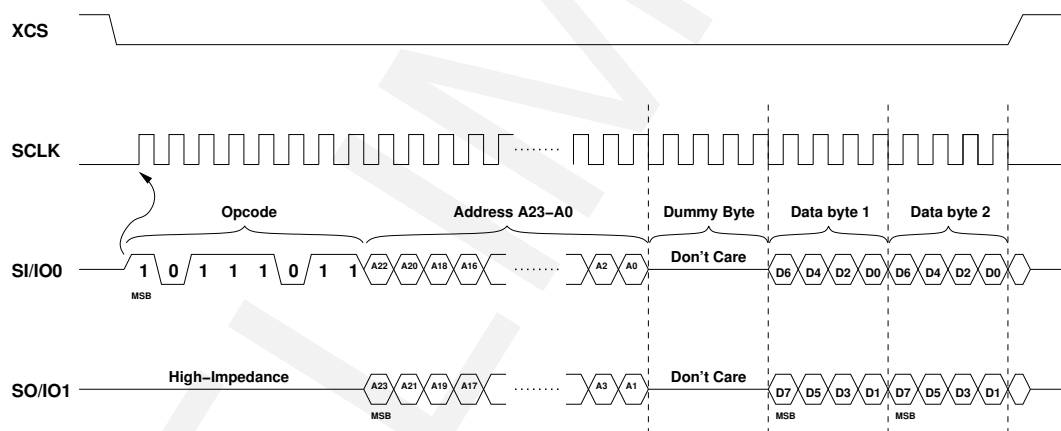 XCS
SCLK
Opcode Address A23–A0 Dummy Byte Data byte 1 Data byte 2
SI/IO0 1 0 1 1 1 0 1 1 A22 A20 A18 A16 ........ A2 A0 Don't Care D6 D4 D2 D0 D6 D4 D2 D0
MSB
SO/IO1 High–Impedance A23 A21 A19 A17 ........ A3 A1 Don't Care D7 D5 D3 D1 D7 D5 D3 D1
MSB MSB MSB